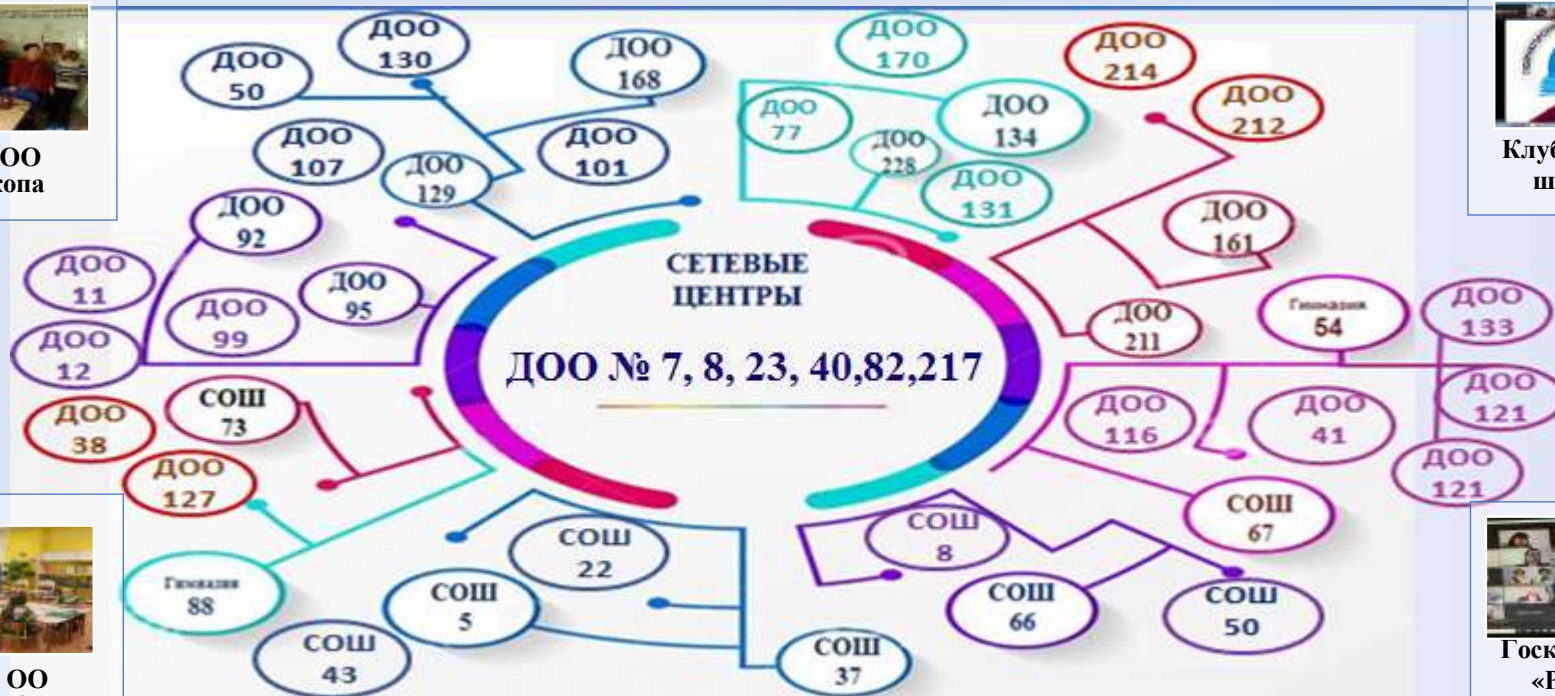 ДОО
130
ДОО
50
ДОО
168
ДОО
107
ДОО
129
ДОО
101
ДОО
170
ДОО
77
ДОО
134
ДОО
228
ДОО
131
ДОО
214
ДОО
212
ДОО
161
ДОО
211
ДОО
92
ДОО
11
ДОО
95
ДОО
99
ДОО
12
СЕТЕВЫЕ
ЦЕНТРЫ
ДОО № 7, 8, 23, 40,82,217
Гимназия
54
ДОО
133
ДОО
121
ДОО
116
ДОО
41
ДОО
121
СОШ
67
СОШ
73
ДОО
38
ДОО
127
Гимназия
88
СОШ
22
СОШ
5
СОШ
43
СОШ
37
СОШ
8
СОШ
66
СОШ
50
ОО
Клуб
ш
ОО
Госк